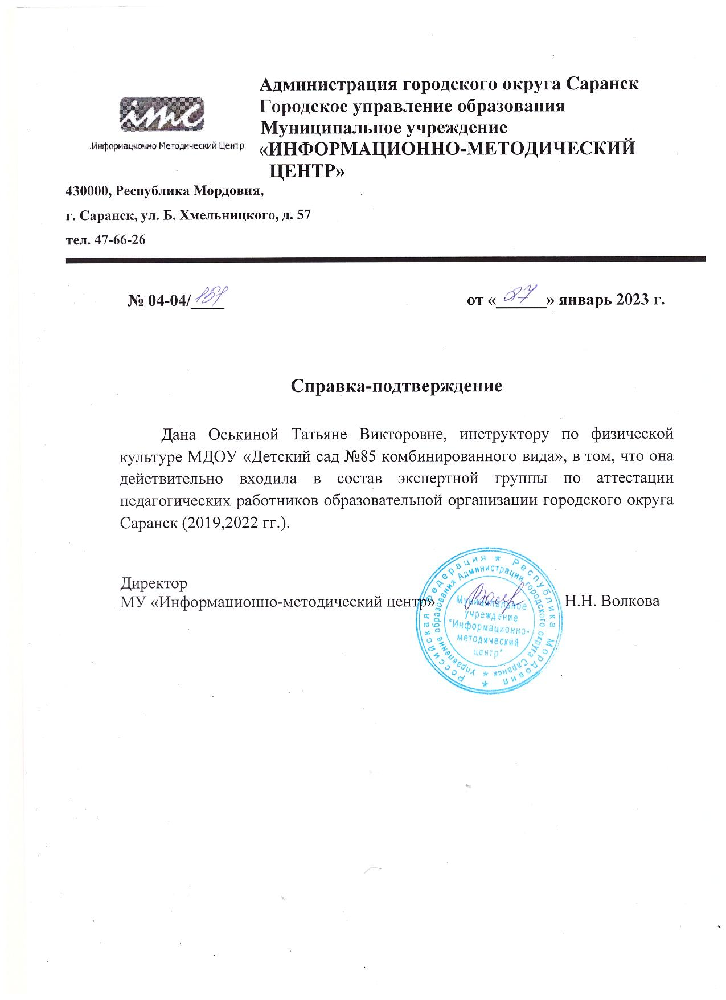 imc
Информационно Методический Центр
Администрация городского округа Саранск
Городское управление образования
Муниципальное учреждение
«ИНФОРМАЦИОННО-МЕТОДИЧЕСКИЙ
ЦЕНТР»
430000, Республика Мордовия,
г. Саранск, ул. Б. Хмельницкого, д. 57
тел. 47-66-26
№ 04-04/151 от «27» январь 2023 г.
Справка-подтверждение
Дана Оськиной Татьяне Викторовне, инструктору по физической
культуре МДОУ «Детский сад №85 комбинированного вида», в том, что она
действительно входила в состав экспертной группы по аттестации
педагогических работников образовательной организации городского округа
Саранск (2019,2022 гг.).
Директор
МУ «Информационно-методический центр» Н.Н. Волкова
Российская Федерация * Республика Мордовия *
Управление образования Администрации городского округа Саранск *
Муниципальное
учреждение
"Информационно-
методический
центр"